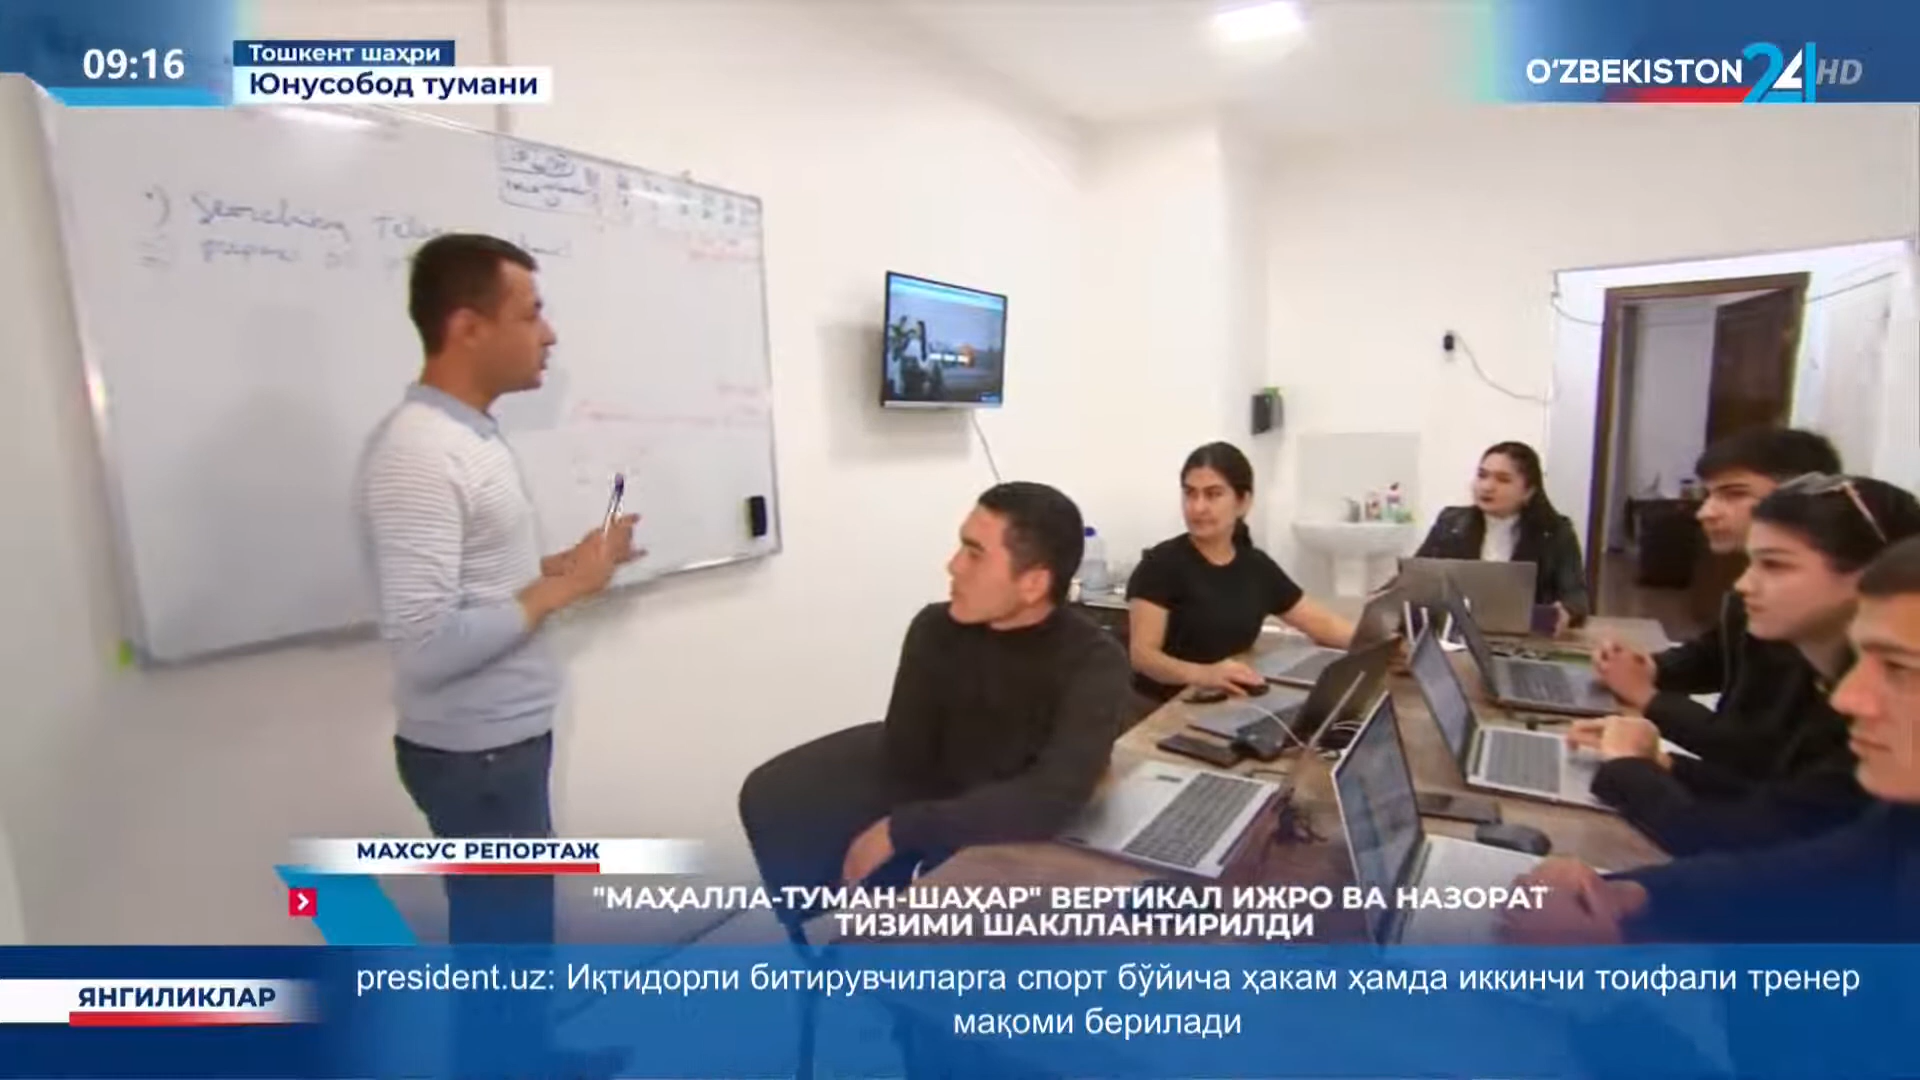 09:16
Тошкент шаҳри
Юнусобод тумани
O‘ZBEKISTON 24 HD
Searching
МАХСУС РЕПОРТАЖ
"МАҲАЛЛА-ТУМАН-ШАҲАР" ВЕРТИКАЛ ИЖРО ВА НАЗОРАТ
ТИЗИМИ ШАКЛЛАНТИРИЛДИ
ЯНГИЛИКЛАР
president.uz: Иқтидорли битирувчиларга спорт бўйича ҳакам ҳамда иккинчи тоифали тренер
мақоми берилади